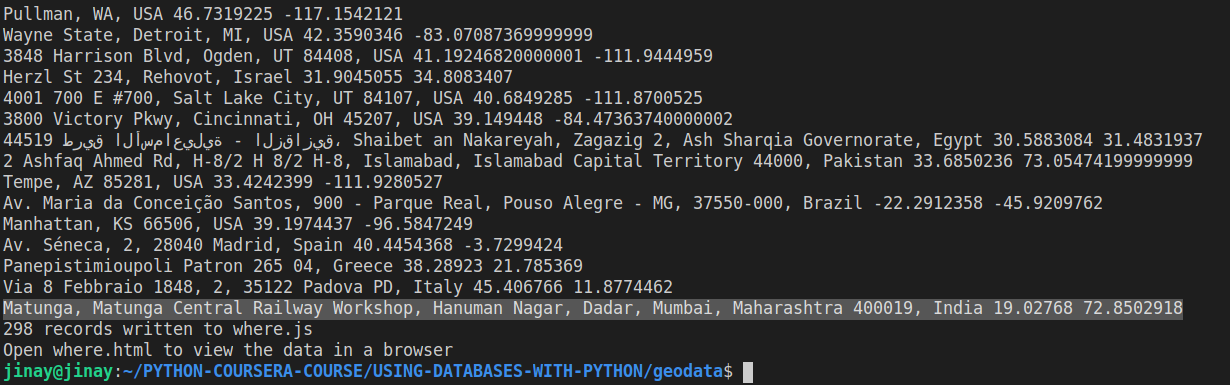 Pullman, WA, USA 46.7319225 -117.1542121
Wayne State, Detroit, MI, USA 42.3590346 -83.07087369999999
3848 Harrison Blvd, Ogden, UT 84408, USA 41.19246820000001 -111.9444959
Herzl St 234, Rehovot, Israel 31.9045055 34.8083407
4001 700 E #700, Salt Lake City, UT 84107, USA 40.6849285 -111.8700525
3800 Victory Pkwy, Cincinnati, OH 45207, USA 39.149448 -84.47363740000002
44519 طريق الأسماعيلية - الزقازيق، Shaibet an Nakareyah, Zagazig 2, Ash Sharqia Governorate, Egypt 30.5883084 31.4831937
2 Ashfaq Ahmed Rd, H-8/2 H 8/2 H-8, Islamabad, Islamabad Capital Territory 44000, Pakistan 33.6850236 73.05474199999999
Tempe, AZ 85281, USA 33.4242399 -111.9280527
Av. Maria da Conceição Santos, 900 - Parque Real, Pouso Alegre - MG, 37550-000, Brazil -22.2912358 -45.9209762
Manhattan, KS 66506, USA 39.1974437 -96.5847249
Av. Séneca, 2, 28040 Madrid, Spain 40.4454368 -3.7299424
Panepistimioupoli Patron 265 04, Greece 38.28923 21.785369
Via 8 Febbraio 1848, 2, 35122 Padova PD, Italy 45.406766 11.8774462
Matunga, Matunga Central Railway Workshop, Hanuman Nagar, Dadar, Mumbai, Maharashtra 400019, India 19.02768 72.8502918
298 records written to where.js
Open where.html to view the data in a browser
jinay@jinay:~/PYTHON-COURSERA-COURSE/USING-DATABASES-WITH-PYTHON/geodata$